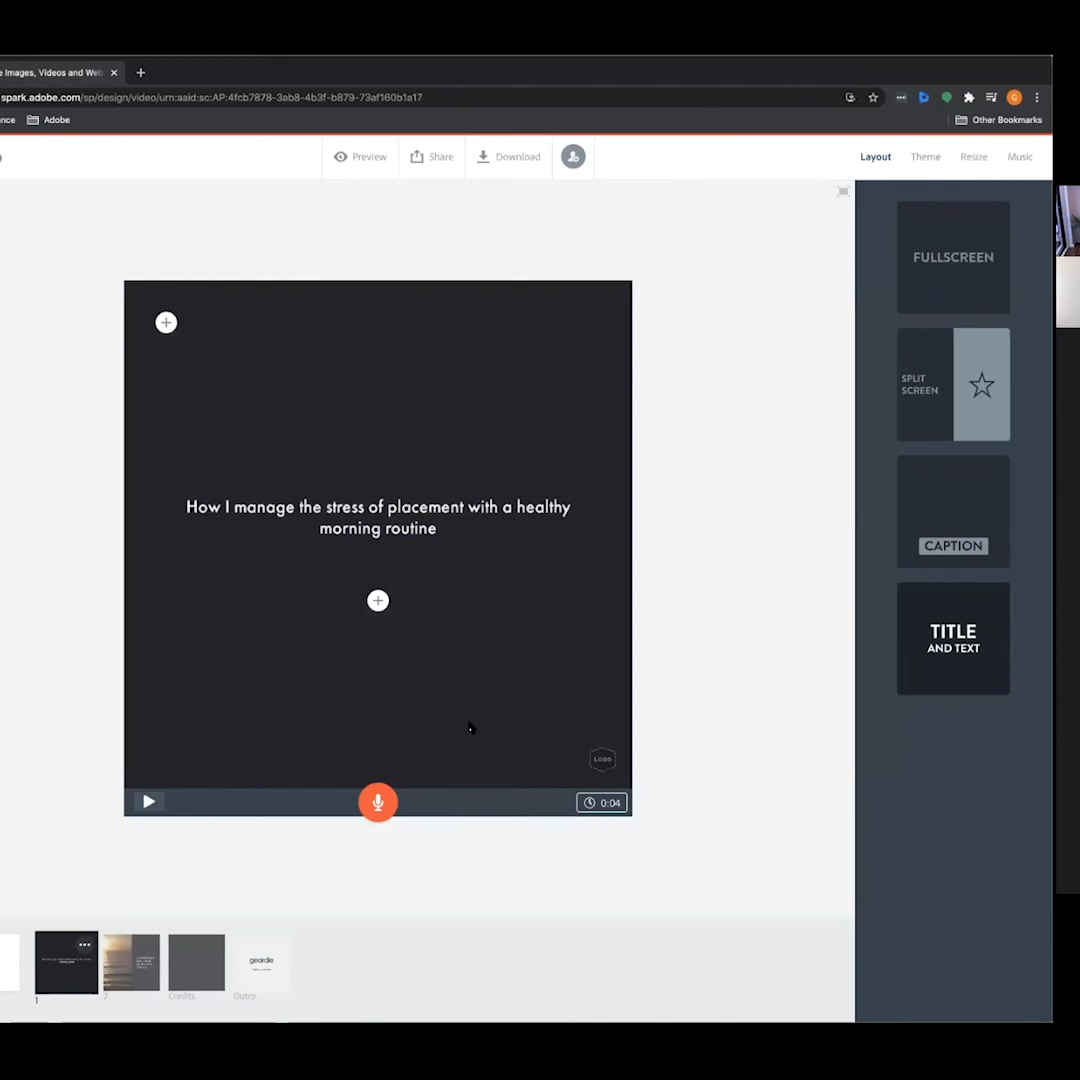 e Images, Videos and Web
spark.adobe.com/sp/design/video/urn:aaid:sc:AP:4fcb7878-3ab8-4b3f-b879-73af160b1a17
nce
Adobe
Other Bookmarks
Preview
Share
Download
Layout
Theme
Resize
Music
FULLSCREEN
SPLIT
SCREEN
CAPTION
TITLE
AND TEXT
How I manage the stress of placement with a healthy
morning routine
LOGO
0:04
1
2
Credits
geordie
Outro